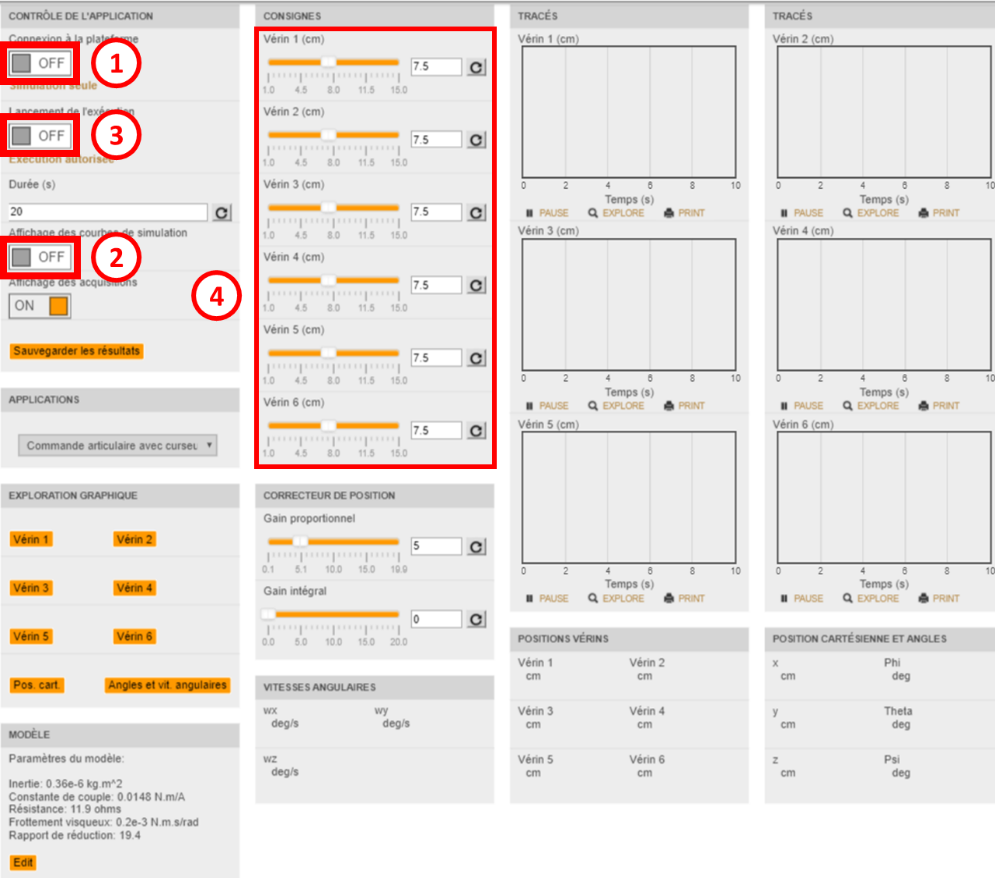 CONTRÔLE DE L'APPLICATION
Connexion à la plateforme
OFF
1
Simulation seule
Lancement de l'exécution
OFF
3
Exécution autorisée
Durée (s)
20
Affichage des courbes de simulation
OFF
2
Affichage des acquisitions
4
ON
Sauvegarder les résultats
APPLICATIONS
Commande articulaire avec curseu
EXPLORATION GRAPHIQUE
Vérin 1 Vérin 2
Vérin 3 Vérin 4
Vérin 5 Vérin 6
Pos. cart. Angles et vit. angulaires
MODÈLE
Paramètres du modèle:
Inertie: 0.36e-6 kg.m^2
Constante de couple: 0.0148 N.m/A
Résistance: 11.9 ohms
Frottement visqueux: 0.2e-3 N.m.s/rad
Rapport de réduction: 19.4
Edit
CONSIGNES
Vérin 1 (cm)
7.5
1.0 4.5 8.0 11.5 15.0
Vérin 2 (cm)
7.5
1.0 4.5 8.0 11.5 15.0
Vérin 3 (cm)
7.5
1.0 4.5 8.0 11.5 15.0
Vérin 4 (cm)
7.5
1.0 4.5 8.0 11.5 15.0
Vérin 5 (cm)
7.5
1.0 4.5 8.0 11.5 15.0
Vérin 6 (cm)
7.5
1.0 4.5 8.0 11.5 15.0
CORRECTEUR DE POSITION
Gain proportionnel
5
0.1 5.1 10.0 15.0 19.9
Gain intégral
0
0.0 5.0 10.0 15.0 20.0
VITESSES ANGULAIRES
wx wy
deg/s deg/s
wz
deg/s
TRACÉS
Vérin 1 (cm)
0 2 4 6 8 10
Temps (s)
PAUSE EXPLORE PRINT
Vérin 3 (cm)
0 2 4 6 8 10
Temps (s)
PAUSE EXPLORE PRINT
Vérin 5 (cm)
0 2 4 6 8 10
Temps (s)
PAUSE EXPLORE PRINT
POSITIONS VÉRINS
Vérin 1 Vérin 2
cm cm
Vérin 3 Vérin 4
cm cm
Vérin 5 Vérin 6
cm cm
TRACÉS
Vérin 2 (cm)
0 2 4 6 8 10
Temps (s)
PAUSE EXPLORE PRINT
Vérin 4 (cm)
0 2 4 6 8 10
Temps (s)
PAUSE EXPLORE PRINT
Vérin 6 (cm)
0 2 4 6 8 10
Temps (s)
PAUSE EXPLORE PRINT
POSITION CARTÉSIENNE ET ANGLES
x Phi
cm deg
y Theta
cm deg
z Psi
cm deg